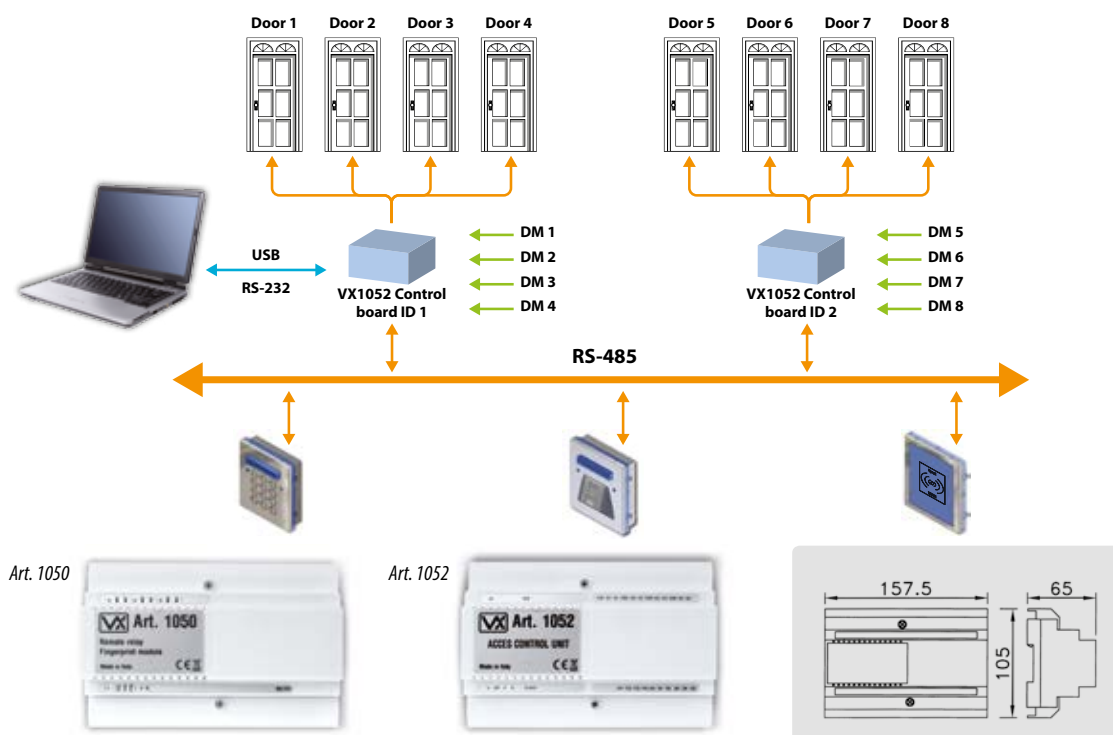 Door 1 Door 2 Door 3 Door 4 Door 5 Door 6 Door 7 Door 8
DM 1
DM 2
DM 3
DM 4
DM 5
DM 6
DM 7
DM 8
USB
RS-232
VX1052 Control
board ID 1
VX1052 Control
board ID 2
RS-485
Art. 1050
VX Art. 1050
Remote relay
Fingerprint module
Made in Italy
CE
Art. 1052
VX Art. 1052
ACCES CONTROL UNIT
Made in Italy
CE
157.5
65
105